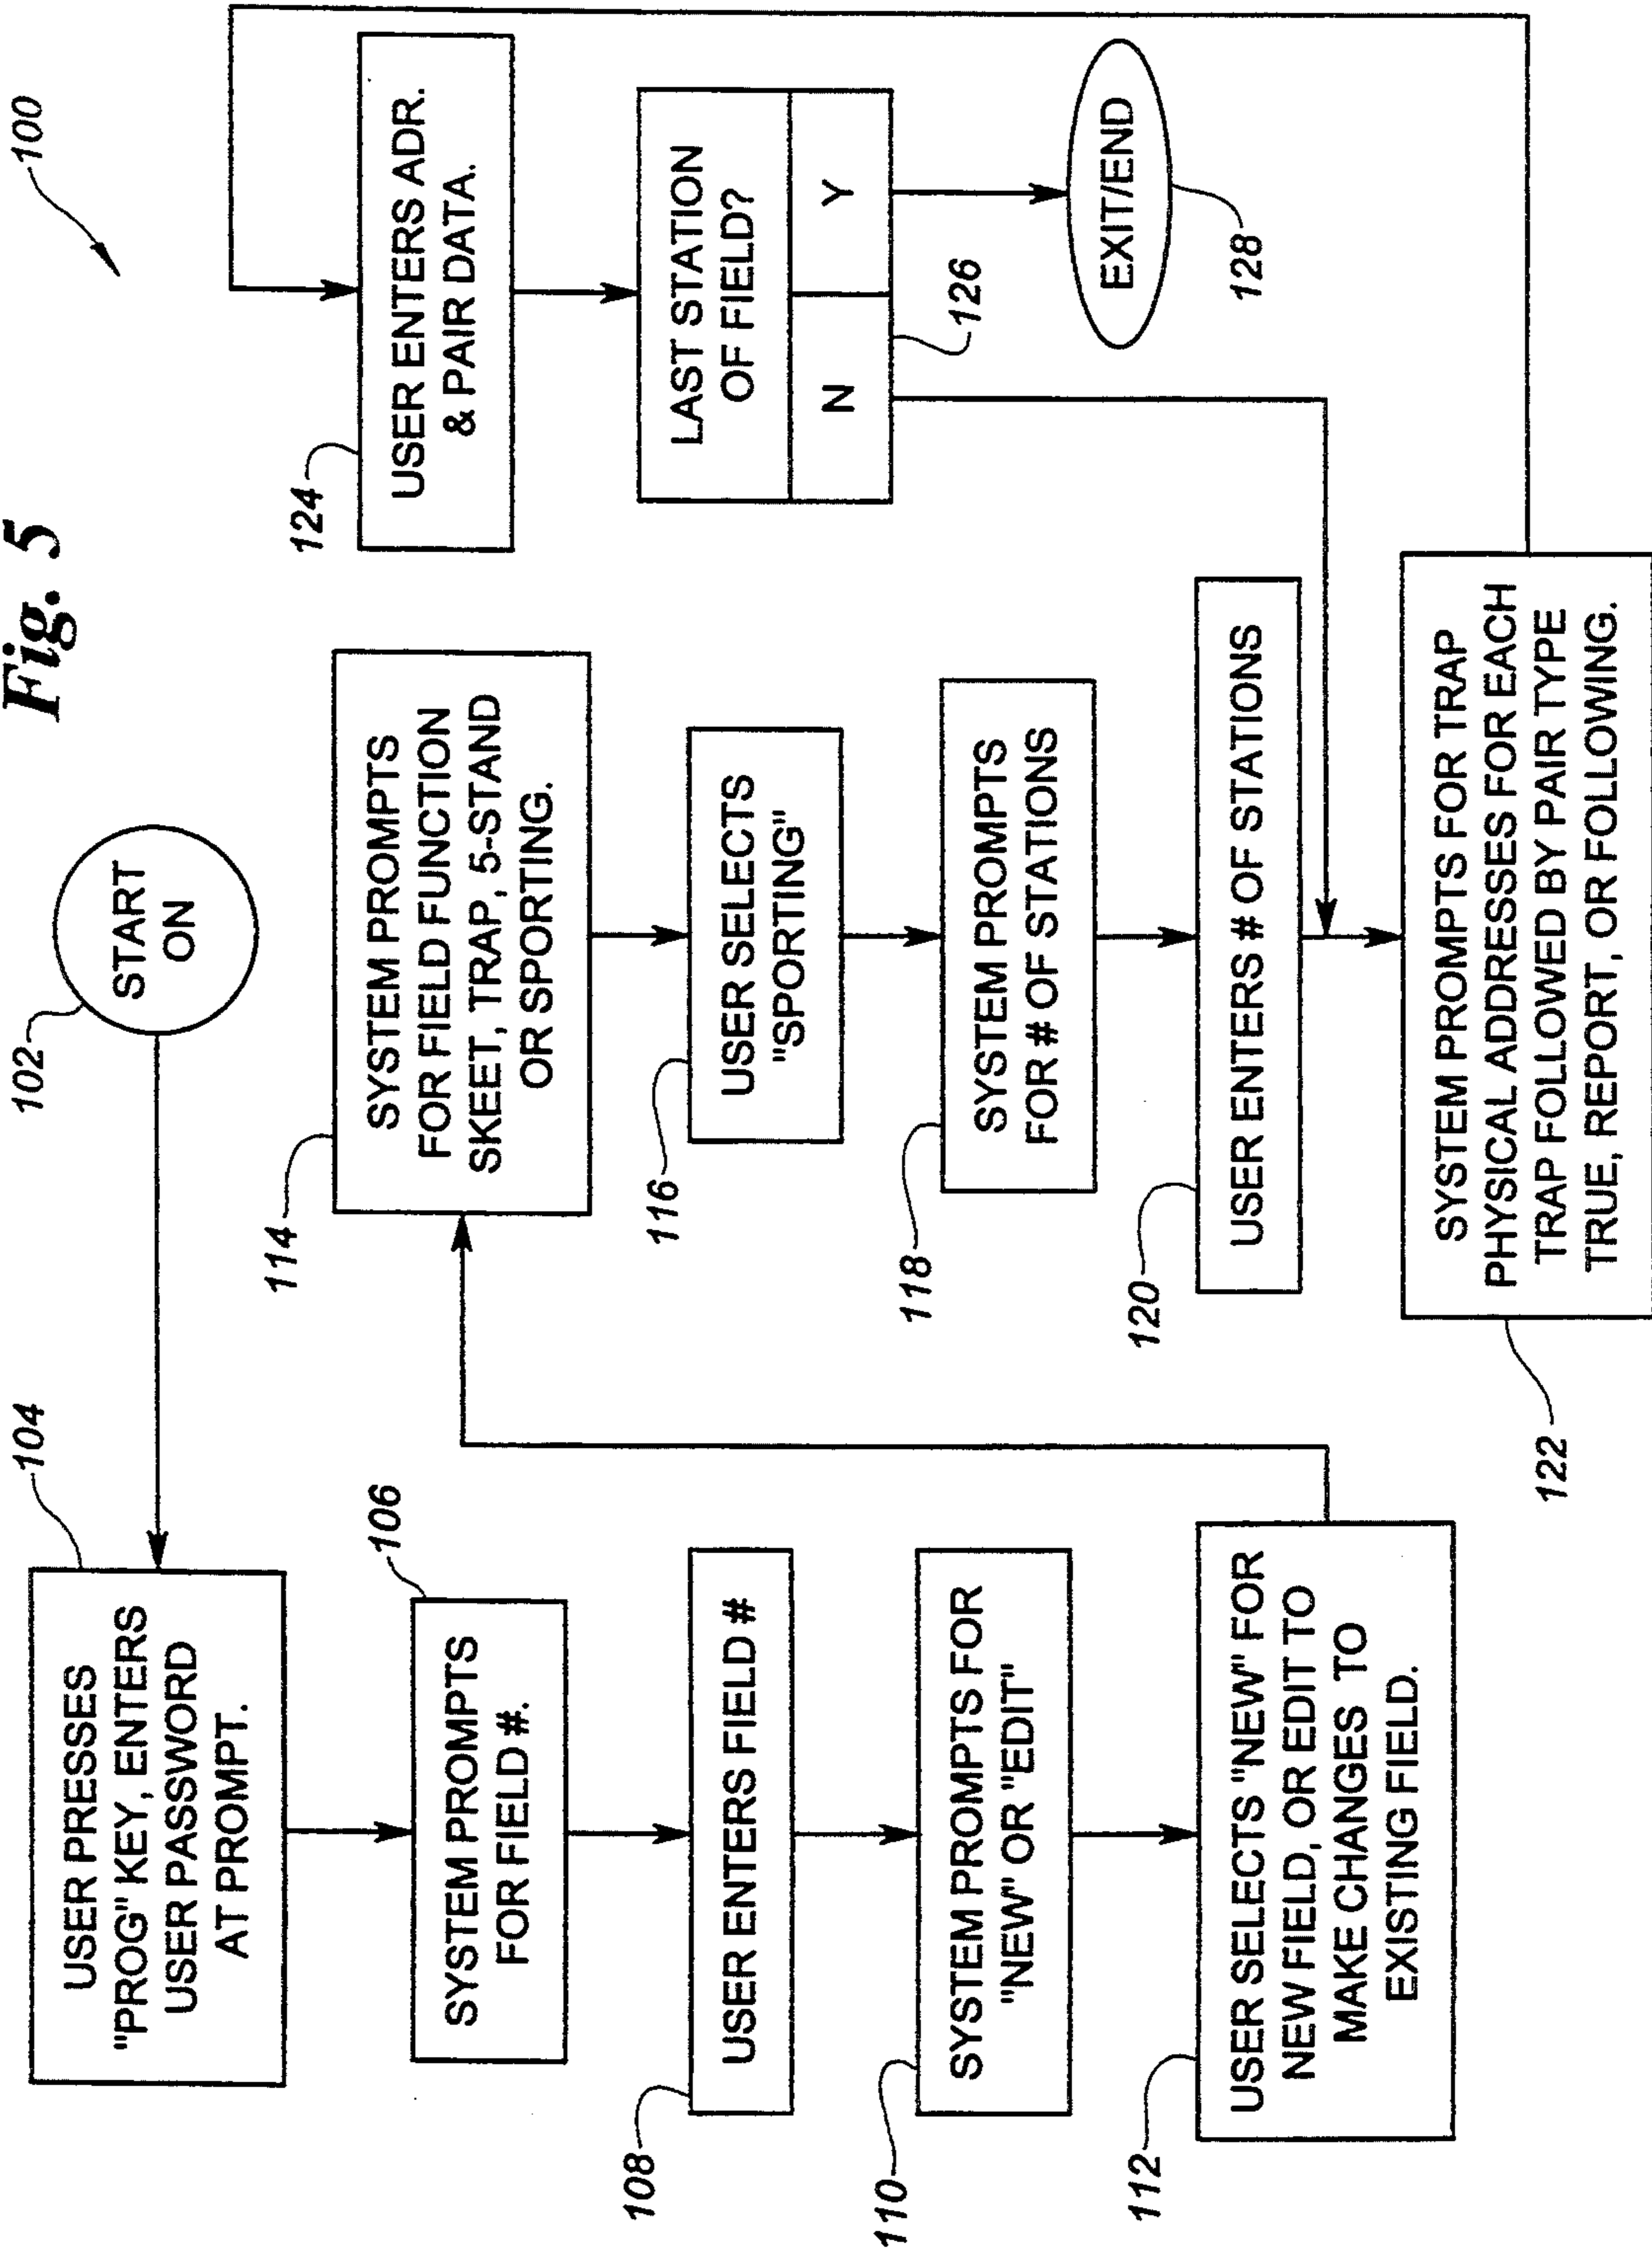 Fig. 5
100
102
START
ON
104
USER PRESSES
"PROG" KEY, ENTERS
USER PASSWORD
AT PROMPT.
106
SYSTEM PROMPTS
FOR FIELD #.
108
USER ENTERS FIELD #
110
SYSTEM PROMPTS FOR
"NEW" OR "EDIT"
112
USER SELECTS "NEW" FOR
NEW FIELD, OR EDIT TO
MAKE CHANGES TO
EXISTING FIELD.
114
SYSTEM PROMPTS
FOR FIELD FUNCTION
SKEET, TRAP, 5-STAND
OR SPORTING.
116
USER SELECTS
"SPORTING"
118
SYSTEM PROMPTS
FOR # OF STATIONS
120
USER ENTERS # OF STATIONS
122
SYSTEM PROMPTS FOR TRAP
PHYSICAL ADDRESSES FOR EACH
TRAP FOLLOWED BY PAIR TYPE
TRUE, REPORT, OR FOLLOWING.
124
USER ENTERS ADR.
& PAIR DATA.
LAST STATION
OF FIELD?
N
Y
126
EXIT/END
128